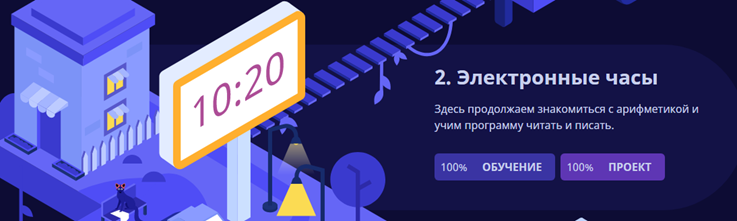 10:20
2. Электронные часы
Здесь продолжаем знакомиться с арифметикой и
учим программу читать и писать.
100% ОБУЧЕНИЕ 100% ПРОЕКТ